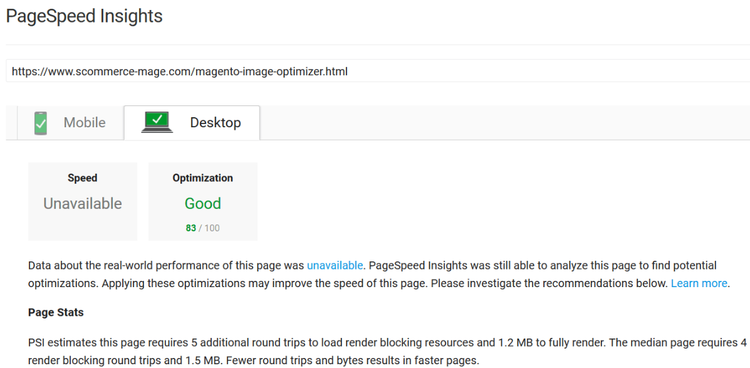 PageSpeed Insights
https://www.scommerce-mage.com/magento-image-optimizer.html
Mobile
Desktop
Speed
Unavailable
Optimization
Good
83 / 100
Data about the real-world performance of this page was unavailable. PageSpeed Insights was still able to analyze this page to find potential
optimizations. Applying these optimizations may improve the speed of this page. Please investigate the recommendations below. Learn more.
Page Stats
PSI estimates this page requires 5 additional round trips to load render blocking resources and 1.2 MB to fully render. The median page requires 4
render blocking round trips and 1.5 MB. Fewer round trips and bytes results in faster pages.